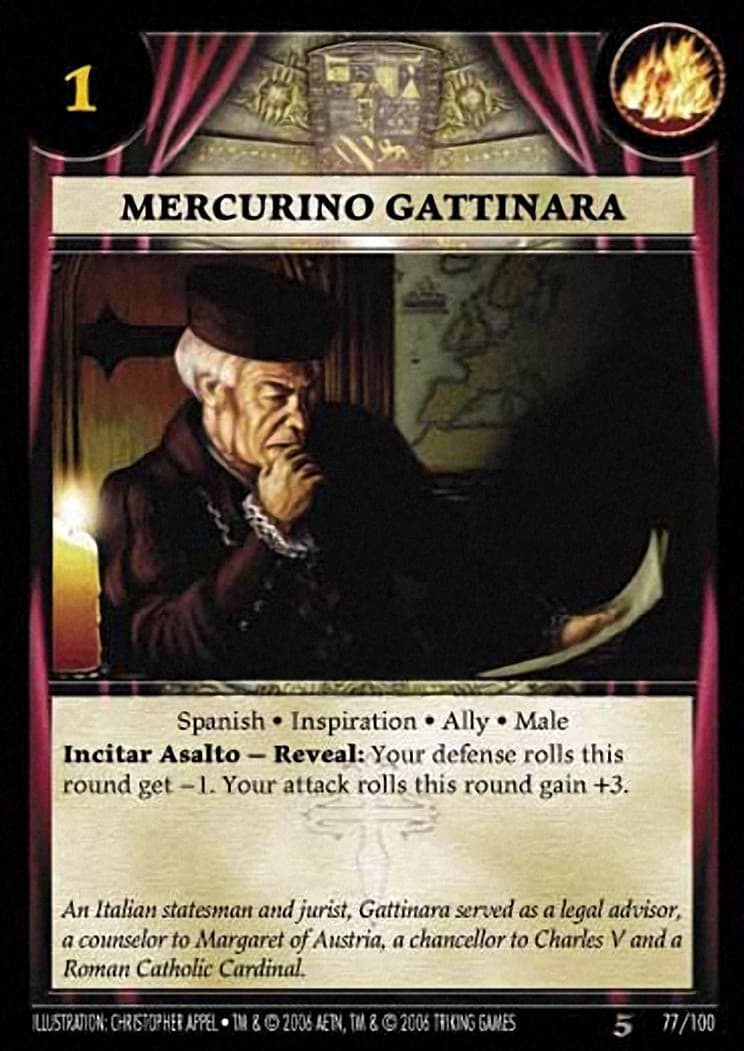 1
MERCURINO GATTINARA
Spanish • Inspiration • Ally • Male
Incitar Asalto – Reveal: Your defense rolls this
round get –1. Your attack rolls this round gain +3.
An Italian statesman and jurist, Gattinara served as a legal advisor,
a counselor to Margaret of Austria, a chancellor to Charles V and a
Roman Catholic Cardinal.
ILLUSTRATION: CHRISTOPHER APPEL • TM & © 2006 AETN, TM & © 2006 TRIKING GAMES 5 77/100